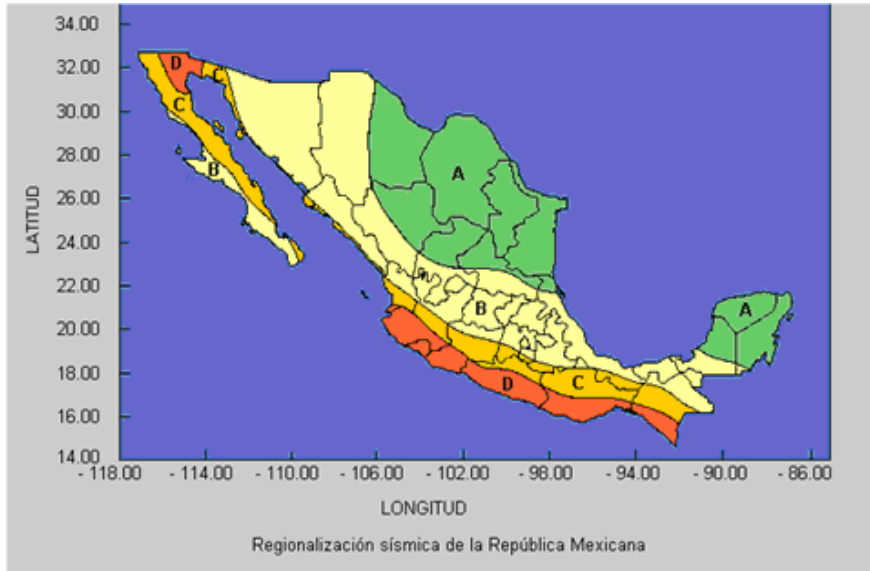 34.00
32.00
30.00
28.00
26.00
24.00
22.00
20.00
18.00
16.00
14.00
LATITUD
D
C
C
B
A
A
B
C
D
- 118.00 - 114.00 - 110.00 - 106.00 - 102.00 - 98.00 - 94.00 - 90.00 - 86.00
LONGITUD
Regionalización sísmica de la República Mexicana